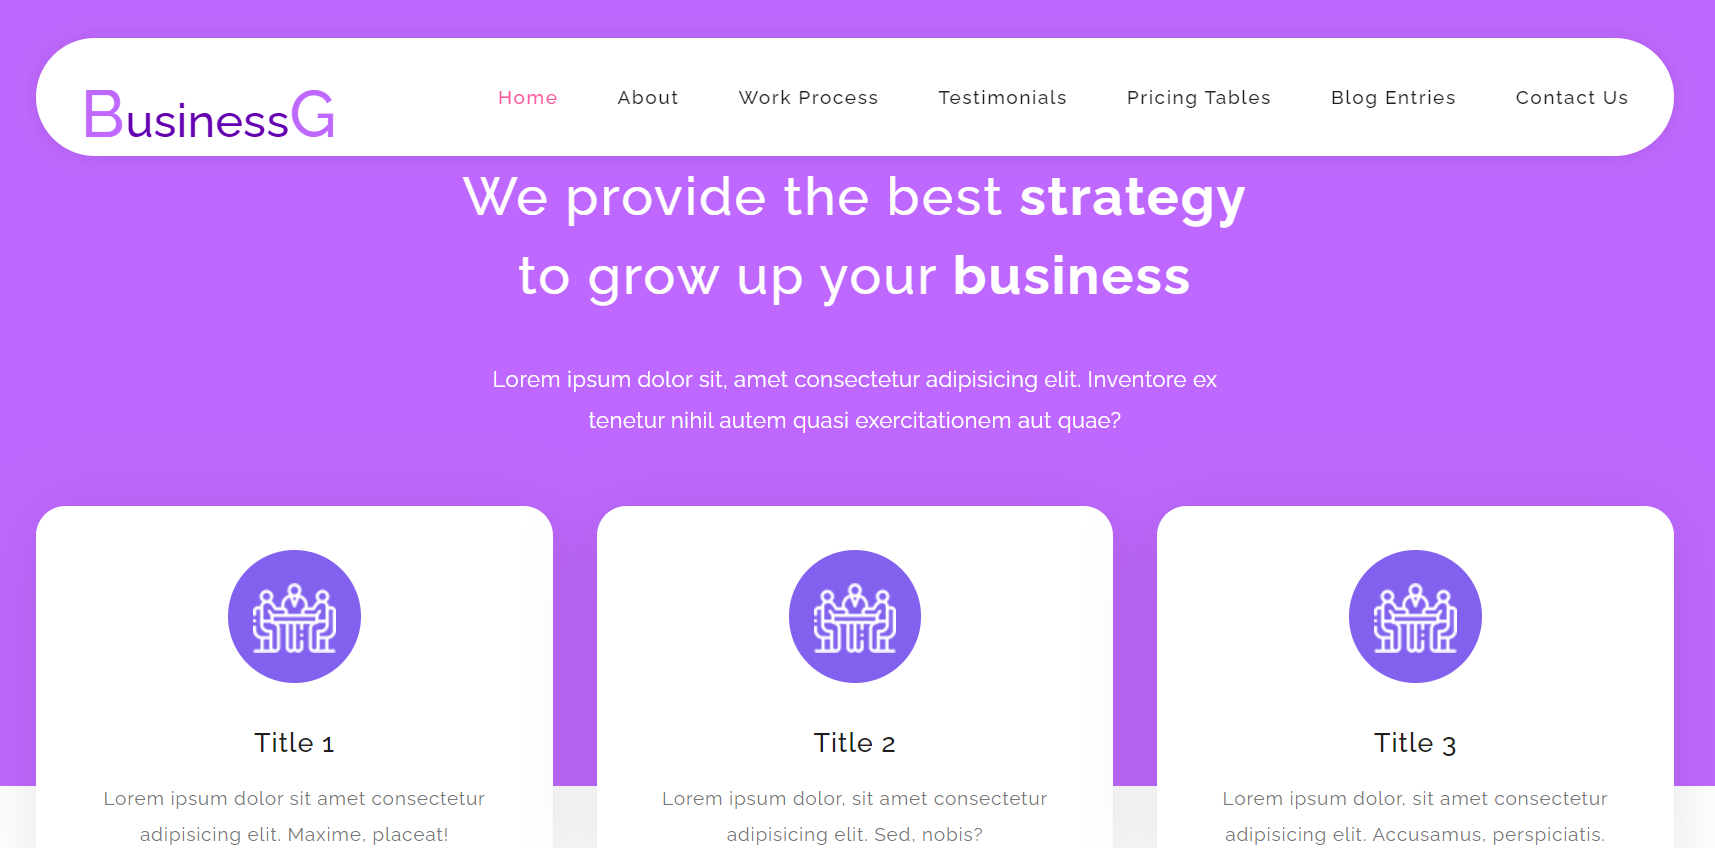 BusinessG
Home About Work Process Testimonials Pricing Tables Blog Entries Contact Us
We provide the best strategy
to grow up your business
Lorem ipsum dolor sit, amet consectetur adipisicing elit. Inventore ex
tenetur nihil autem quasi exercitationem aut quae?
Title 1
Lorem ipsum dolor sit amet consectetur
adipisicing elit. Maxime, placeat!
Title 2
Lorem ipsum dolor, sit amet consectetur
adipisicing elit. Sed, nobis?
Title 3
Lorem ipsum dolor, sit amet consectetur
adipisicing elit. Accusamus, perspiciatis.